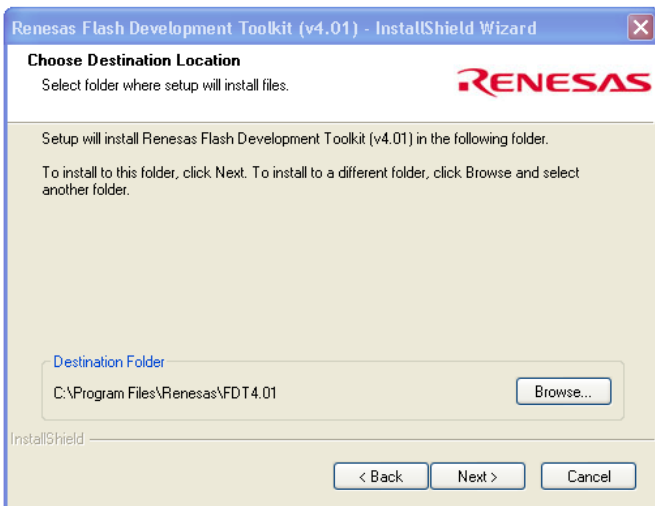 Renesas Flash Development Toolkit (v4.01) - InstallShield Wizard
Choose Destination Location
Select folder where setup will install files.
RENESAS
Setup will install Renesas Flash Development Toolkit (v4.01) in the following folder.
To install to this folder, click Next. To install to a different folder, click Browse and select
another folder.
Destination Folder
C:\Program Files\Renesas\FDT4.01
Browse...
InstallShield
< Back
Next >
Cancel